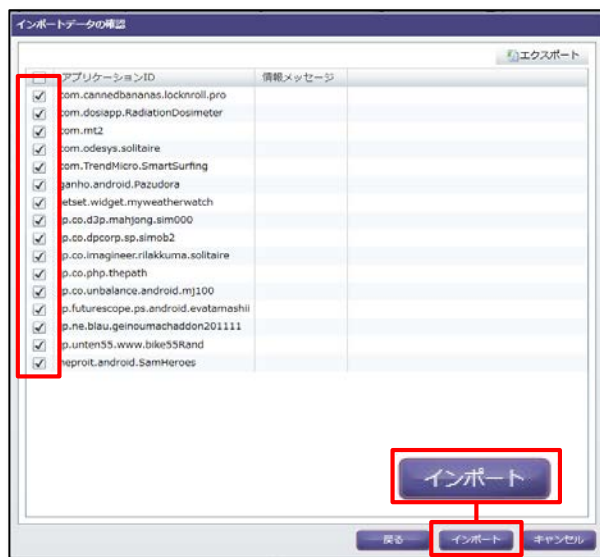 インポートデータの確認
エクスポート
アプリケーションID 情報メッセージ
com.cannedbananas.locknroll.pro
com.dosiapp.RadiationDosimeter
com.mt2
com.odesys.solitaire
com.TrendMicro.SmartSurfing
ganho.android.Pazudora
jetset.widget.myweatherwatch
jp.co.d3p.mahjong.sim000
jp.co.dpcorp.sp.simob2
jp.co.imagineer.rilakkuma.solitaire
jp.co.php.thepath
jp.co.unbalance.android.mj100
jp.futurescope.ps.android.evatamashii
jp.ne.blau.geinoumachaddon201111
jp.unten55.www.bike55Rand
neproit.android.SamHeroes
インポート
戻る インポート キャンセル